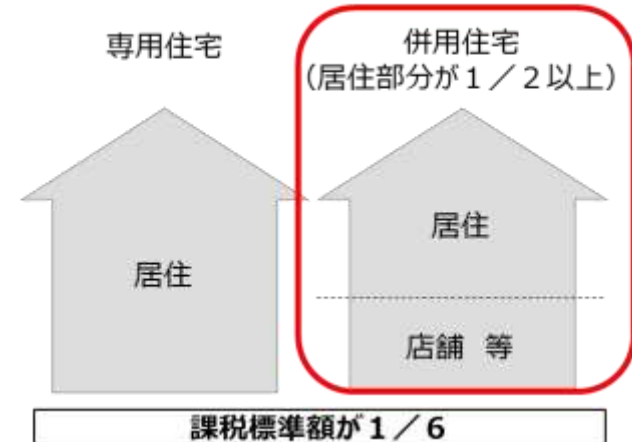 専用住宅
併用住宅
（居住部分が１／２以上）
居住
居住
店舗 等
課税標準額が１／６